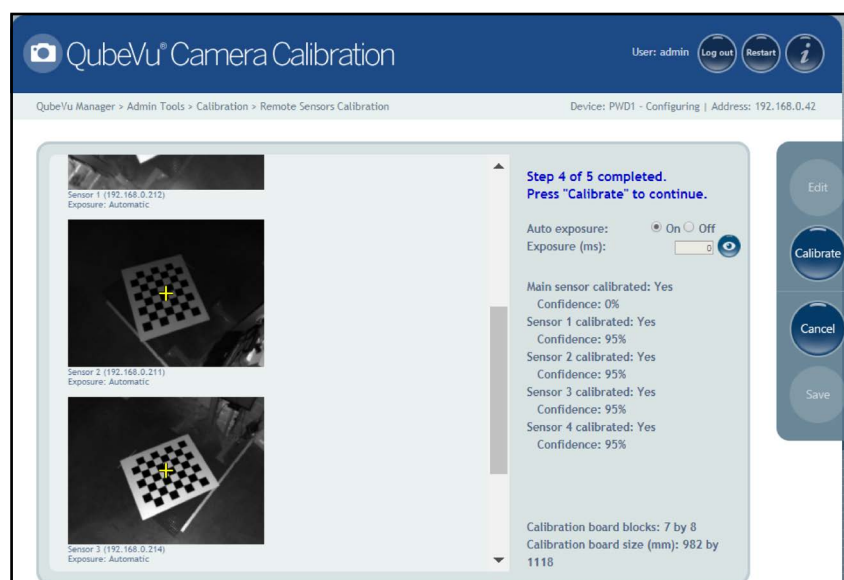 QubeVu® Camera Calibration
User: admin
Log out
Restart
i
QubeVu Manager > Admin Tools > Calibration > Remote Sensors Calibration
Device: PWD1 - Configuring | Address: 192.168.0.42
Sensor 1 (192.168.0.212)
Exposure: Automatic
Sensor 2 (192.168.0.211)
Exposure: Automatic
Sensor 3 (192.168.0.214)
Exposure: Automatic
Step 4 of 5 completed.
Press "Calibrate" to continue.
Auto exposure: On Off
Exposure (ms): 0
Main sensor calibrated: Yes
Confidence: 0%
Sensor 1 calibrated: Yes
Confidence: 95%
Sensor 2 calibrated: Yes
Confidence: 95%
Sensor 3 calibrated: Yes
Confidence: 95%
Sensor 4 calibrated: Yes
Confidence: 95%
Calibration board blocks: 7 by 8
Calibration board size (mm): 982 by
1118
Edit
Calibrate
Cancel
Save